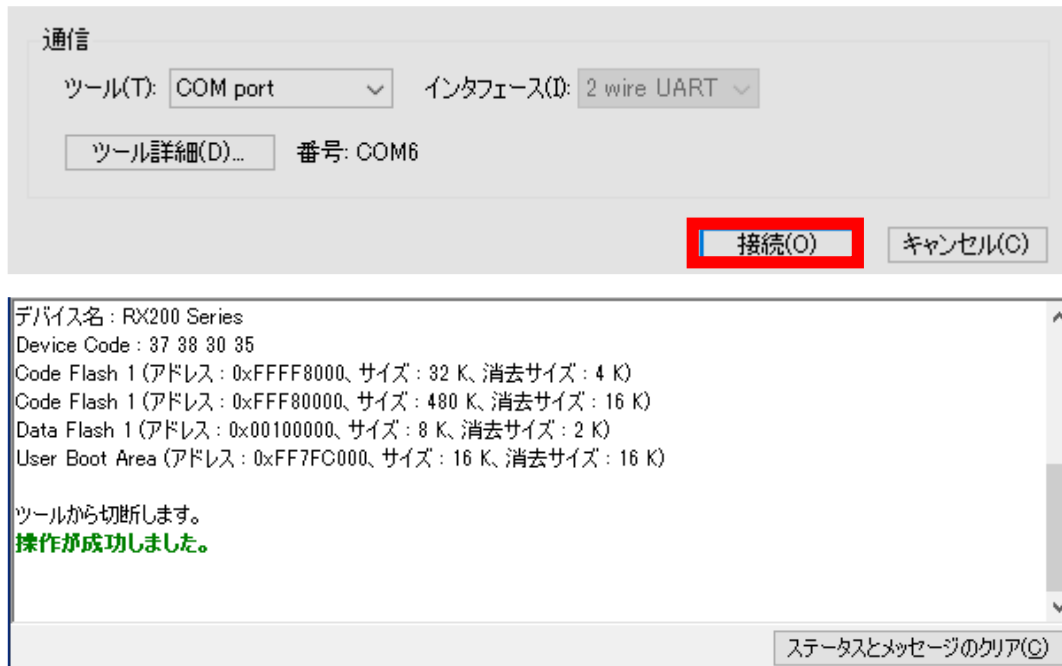 通信
ツール(T): COM port インタフェース(I): 2 wire UART
ツール詳細(D)... 番号: COM6
接続(O) キャンセル(C)
デバイス名 : RX200 Series
Device Code : 37 38 30 35
Code Flash 1 (アドレス : 0xFFFF8000、サイズ : 32 K、消去サイズ : 4 K)
Code Flash 1 (アドレス : 0xFFF80000、サイズ : 480 K、消去サイズ : 16 K)
Data Flash 1 (アドレス : 0x00100000、サイズ : 8 K、消去サイズ : 2 K)
User Boot Area (アドレス : 0xFF7FC000、サイズ : 16 K、消去サイズ : 16 K)
ツールから切断します。
操作が成功しました。
ステータスとメッセージのクリア(C)